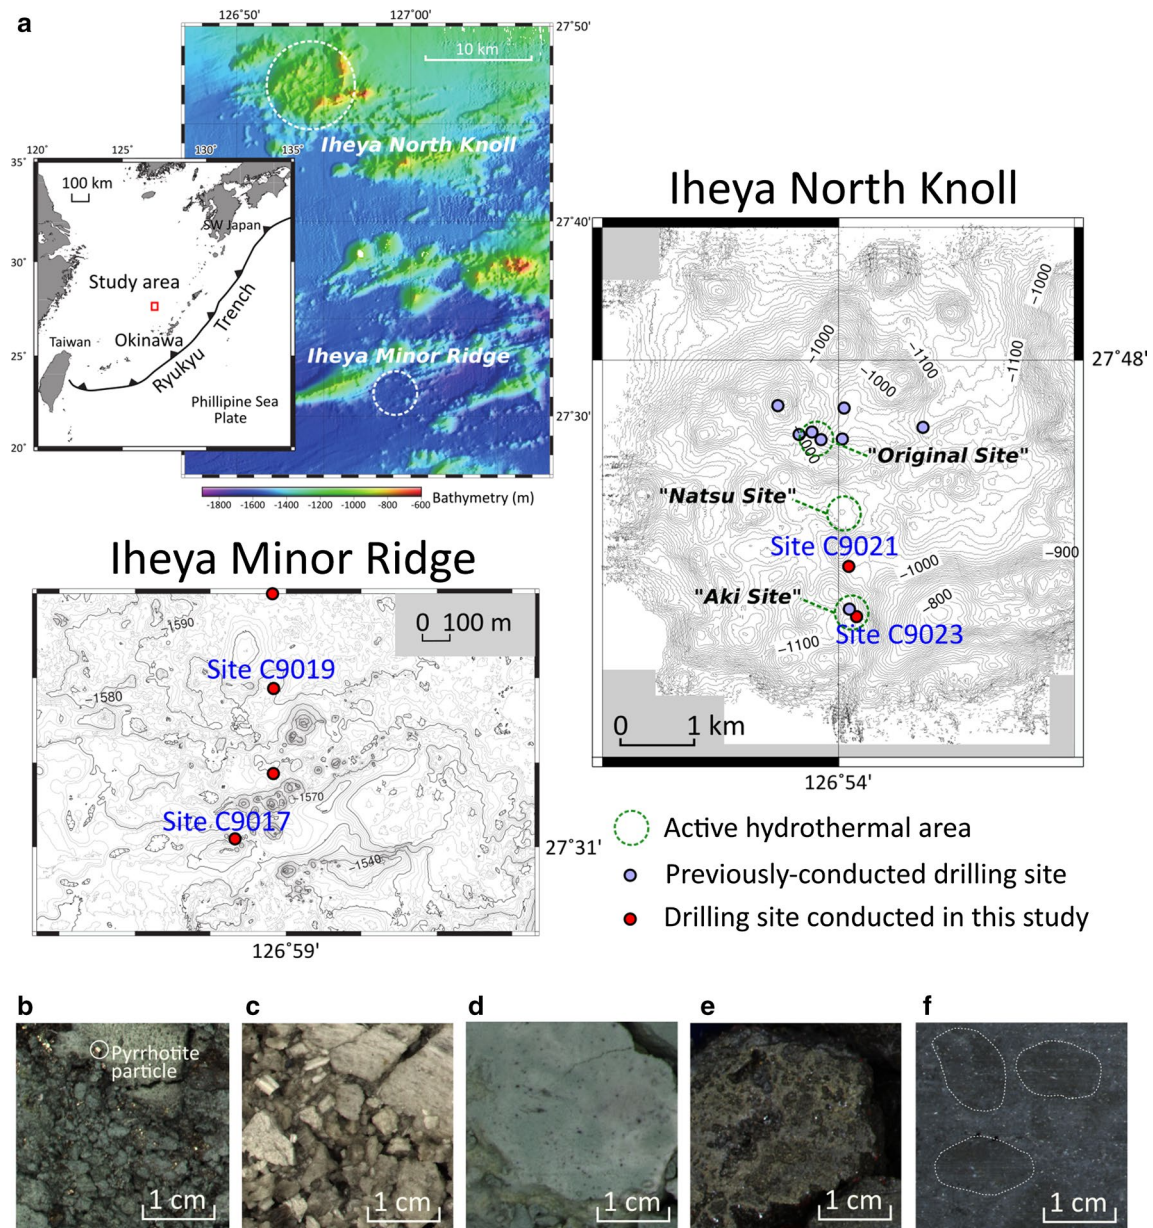 a
126˚50'
127˚00'
27˚50'
10 km
Iheya North Knoll
120˚
125˚
130˚
135˚
35˚
100 km
SW Japan
30˚
Study area
Trench
Okinawa
Taiwan
25˚
Ryukyu
Phillipine Sea
Plate
20˚
27˚40'
Iheya Minor Ridge
27˚30'
-1800
-1600
-1400
-1200
-1000
-800
-600
Bathymetry (m)
Iheya North Knoll
−1000
−1000
−1100
−1000
−1100
27˚48'
"Original Site"
"Natsu Site"
Site C9021
−900
−1000
"Aki Site"
−800
Site C9023
−1100
0
1 km
126˚54'
Iheya Minor Ridge
−1590
0
100 m
Site C9019
−1580
−1570
Site C9017
27˚31'
−1540
126˚59'
Active hydrothermal area
Previously-conducted drilling site
Drilling site conducted in this study
b
Pyrrhotite
particle
1 cm
c
1 cm
d
1 cm
e
1 cm
f
1 cm